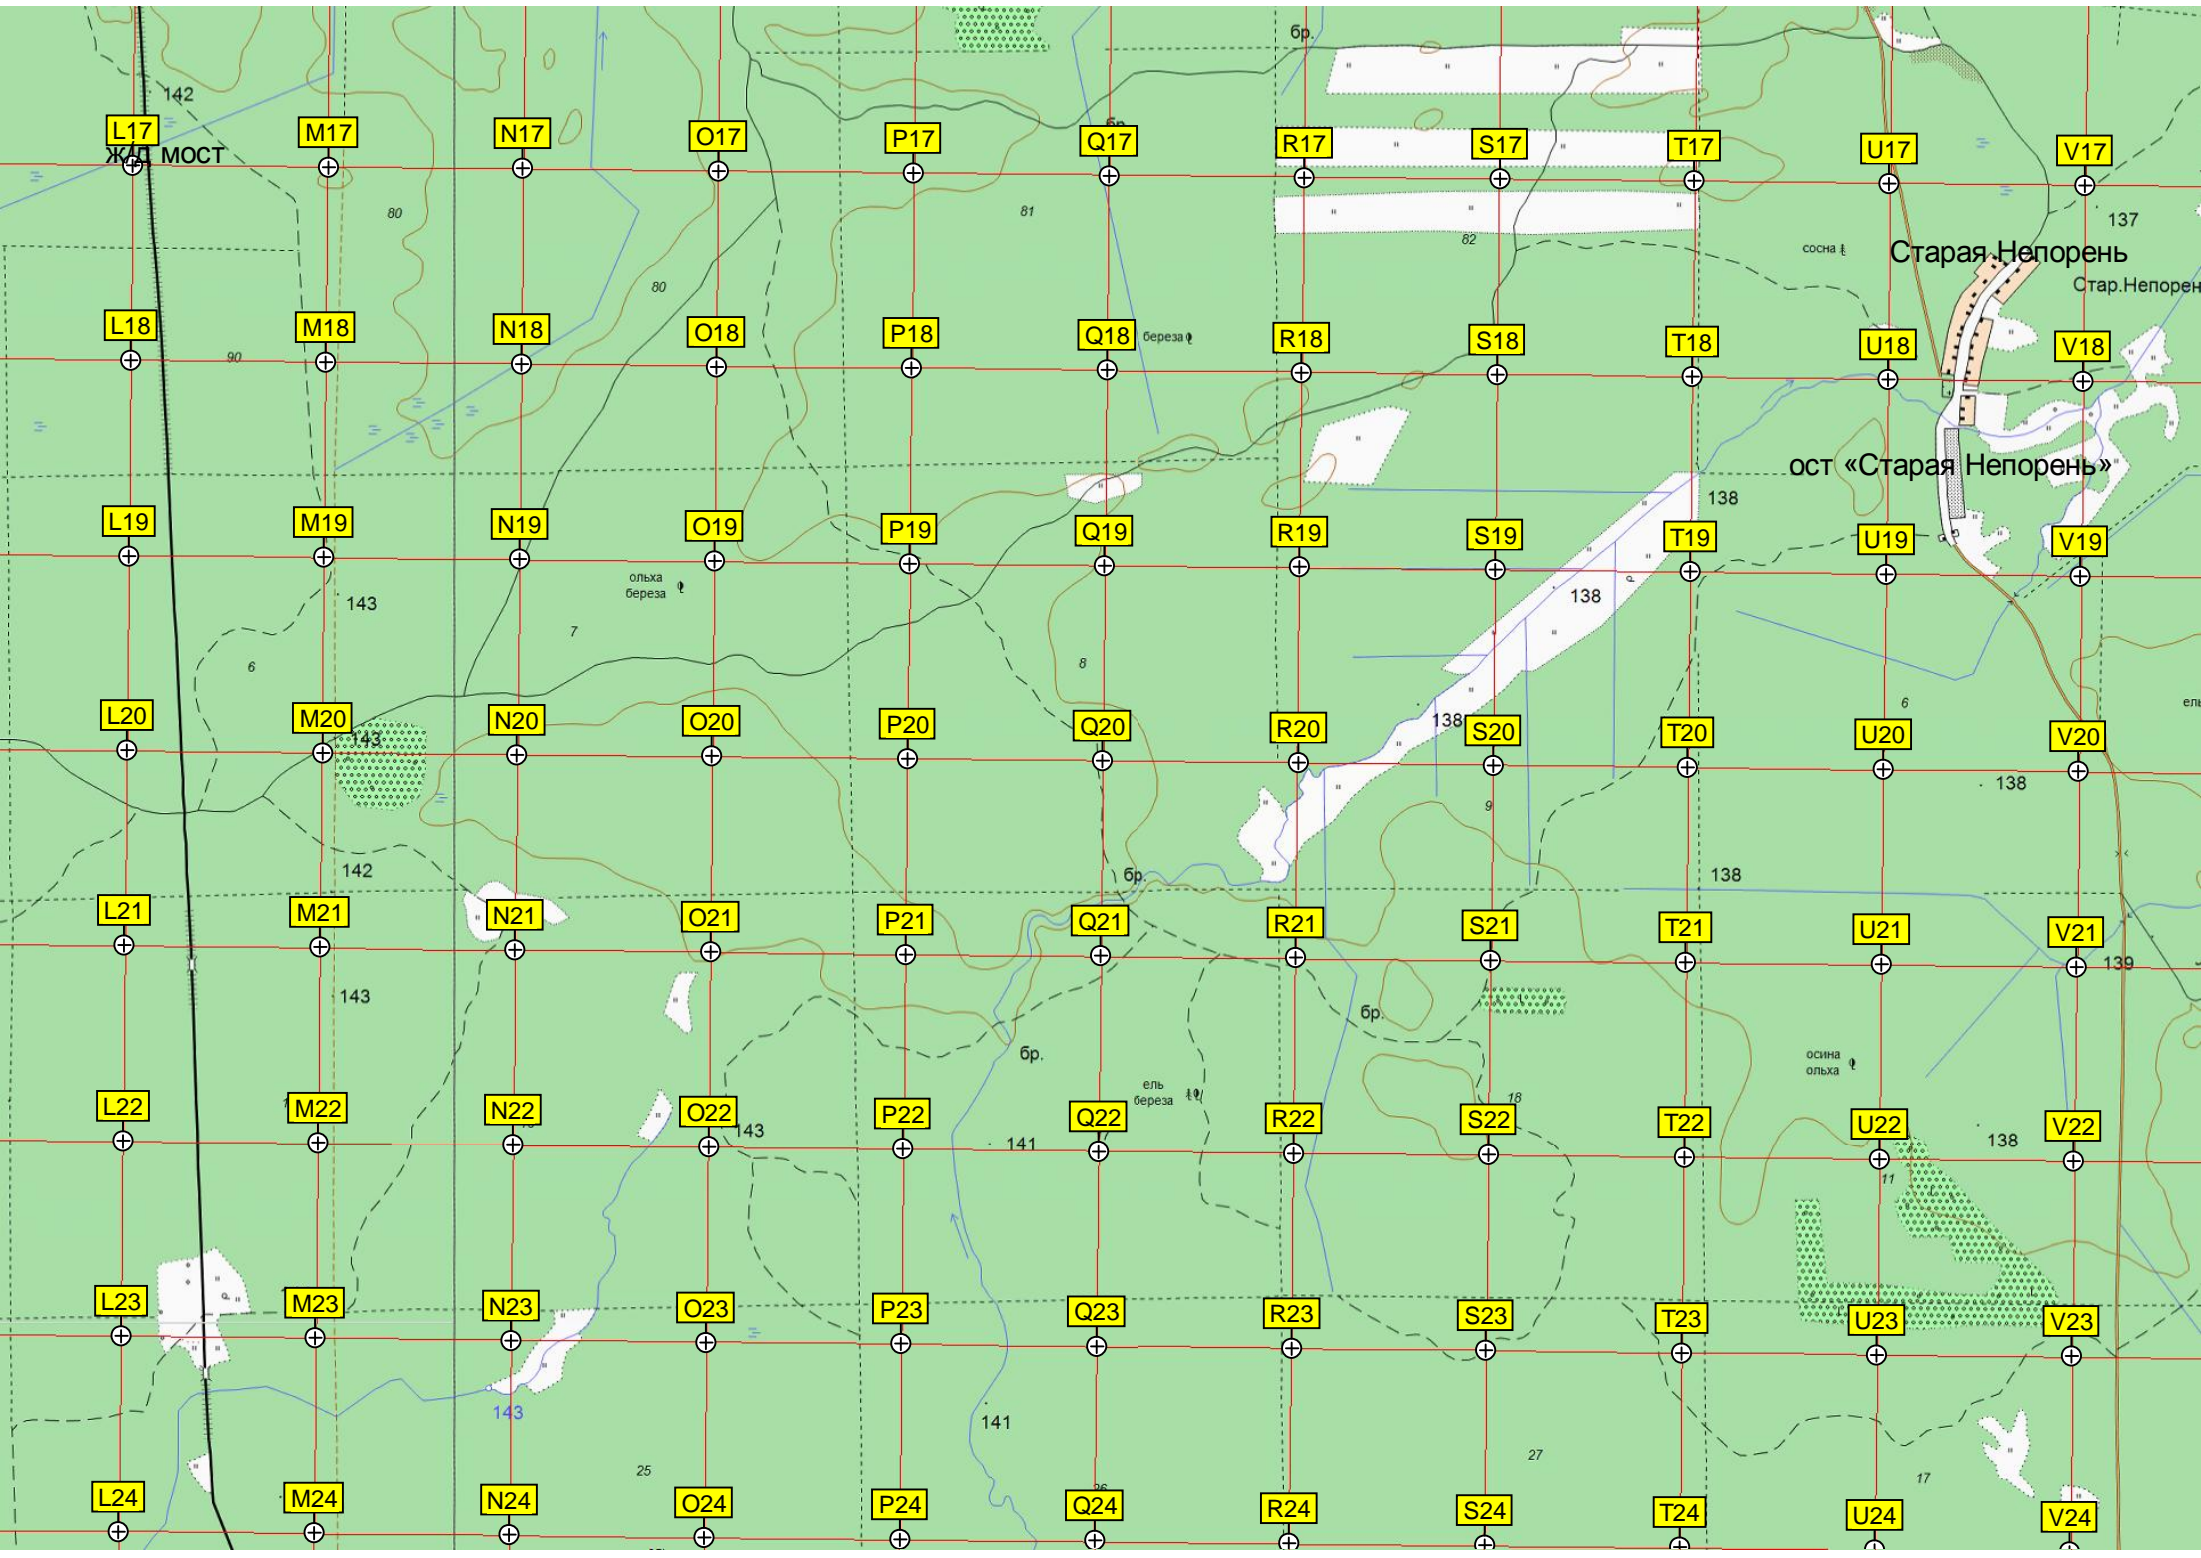 бр.
142
L17
M17
N17
O17
P17
Q17
R17
S17
T17
U17
V17
ж/д мост
80
81
82
137
сосна
Старая Непорень
Стар.Непорен
80
L18
M18
N18
O18
P18
Q18
береза
R18
S18
T18
U18
V18
90
ост «Старая Непорень»
138
L19
M19
N19
O19
P19
Q19
R19
S19
T19
U19
V19
ольха
береза
143
138
7
6
8
6
ель
L20
M20
N20
O20
P20
Q20
R20
138
S20
T20
U20
V20
143
138
9
142
бр.
138
L21
M21
N21
O21
P21
Q21
R21
S21
T21
U21
V21
139
143
бр.
бр.
осина
ольха
ель
береза
18
L22
M22
N22
O22
143
P22
Q22
R22
S22
T22
U22
V22
141
138
11
L23
M23
N23
O23
P23
Q23
R23
S23
T23
U23
V23
143
141
25
26
27
17
L24
M24
N24
O24
P24
Q24
R24
S24
T24
U24
V24